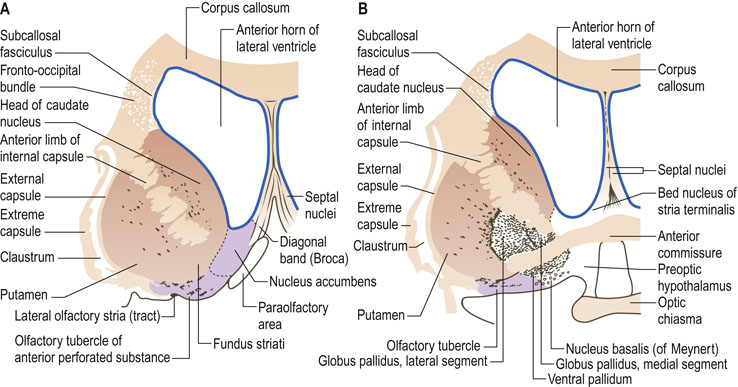 A
Corpus callosum
Subcallosal
fasciculus
Fronto-occipital
bundle
Head of caudate
nucleus
Anterior limb of
internal capsule
External
capsule
Extreme
capsule
Claustrum
Putamen
Lateral olfactory stria (tract)
Olfactory tubercle of
anterior perforated substance
Anterior horn of
lateral ventricle
Septal
nuclei
Diagonal
band (Broca)
Nucleus accumbens
Paraolfactory
area
Fundus striati
B
Subcallosal
fasciculus
Head of
caudate nucleus
Anterior limb
of internal
capsule
External
capsule
Extreme
capsule
Claustrum
Putamen
Olfactory tubercle
Globus pallidus, lateral segment
Anterior horn of
lateral ventricle
Corpus
callosum
Septal nuclei
Bed nucleus of
stria terminalis
Anterior
commissure
Preoptic
hypothalamus
Optic
chiasma
Nucleus basalis (of Meynert)
Globus pallidus, medial segment
Ventral pallidum